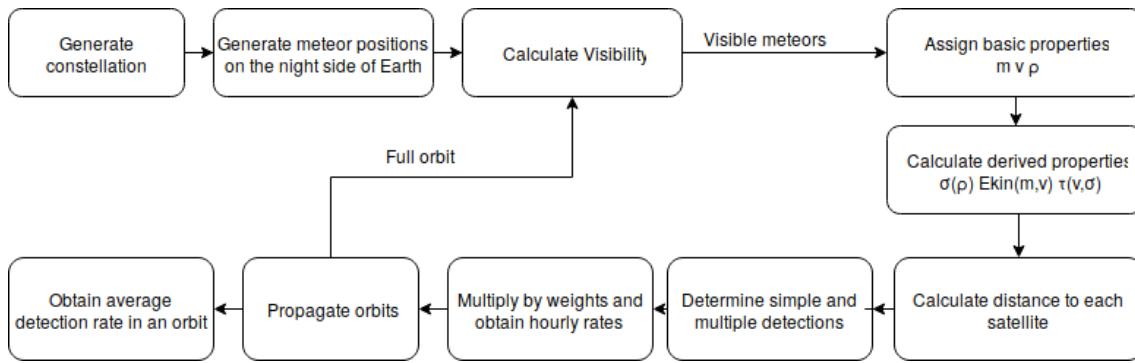 Generate
constellation
Generate meteor positions
on the night side of Earth
Calculate Visibility
Visible meteors
Assign basic properties
m v ρ
Calculate derived properties
σ(ρ) Ekin(m,v) τ(v,σ)
Calculate distance to each
satellite
Determine simple and
multiple detections
Multiply by weights and
obtain hourly rates
Propagate orbits
Full orbit
Obtain average
detection rate in an orbit